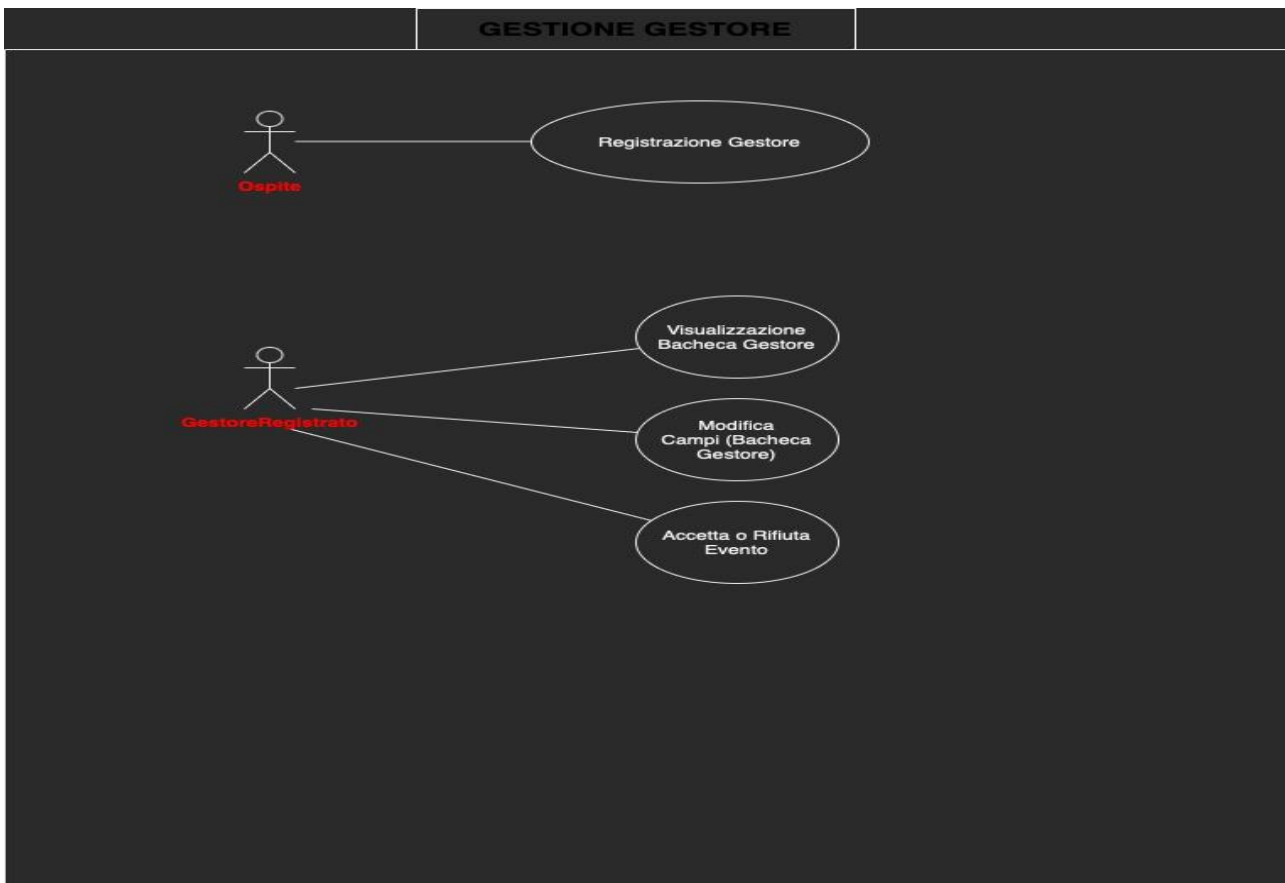 GESTIONE GESTORE
Registrazione Gestore
Ospite
Visualizzazione
Bacheca Gestore
GestoreRegistrato
Modifica
Campi (Bacheca
Gestore)
Accetta o Rifiuta
Evento